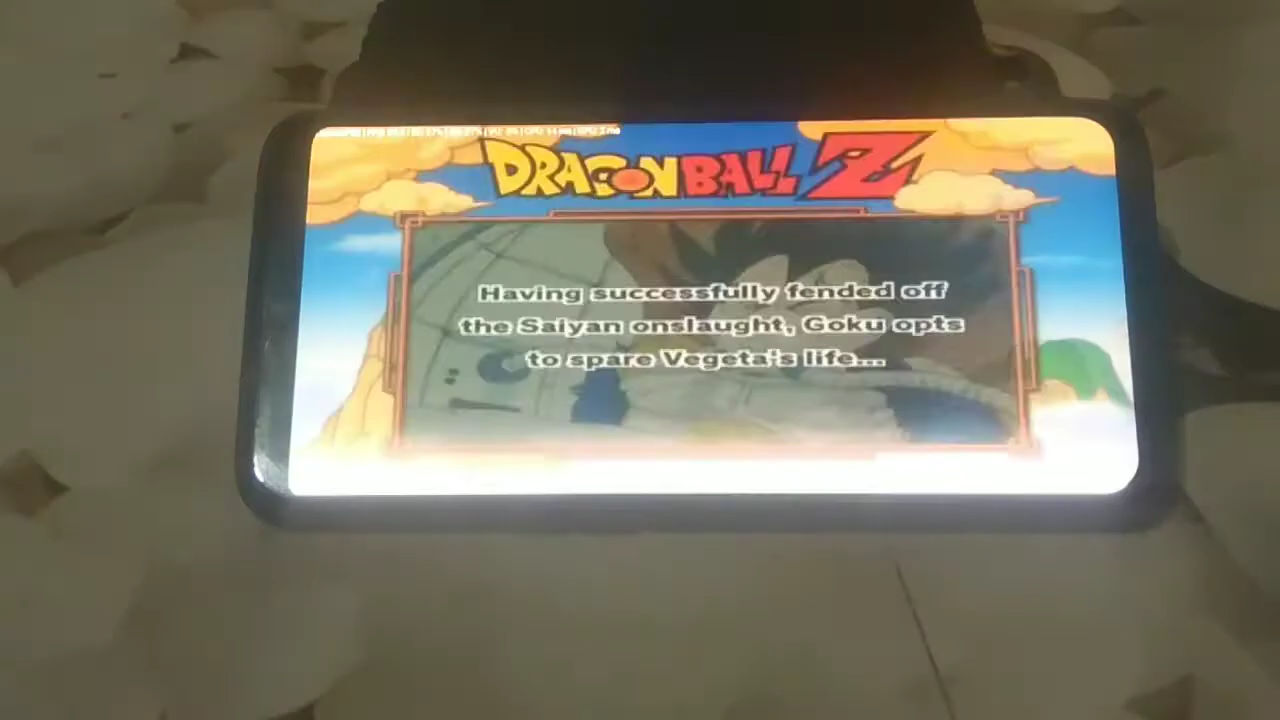 DRAGON BALL Z
Having successfully fended off
the Saiyan onslaught, Goku opts
to spare Vegeta's life...